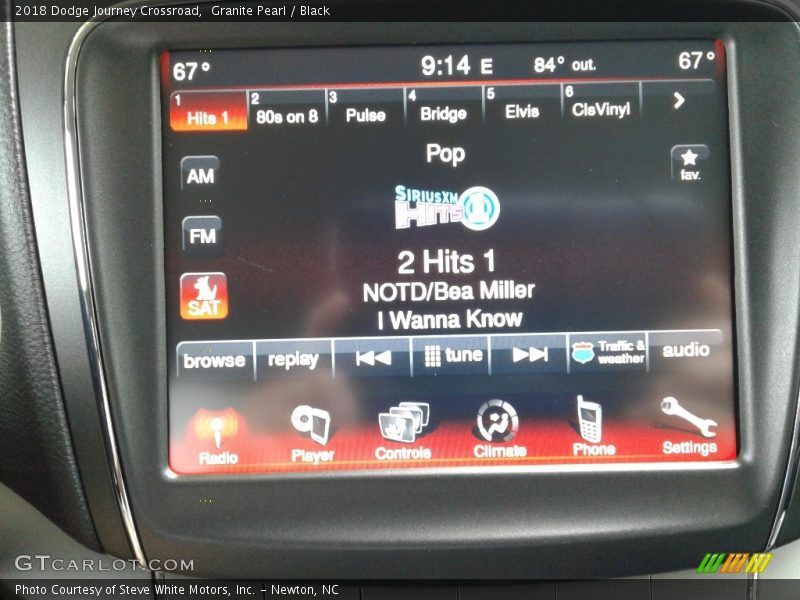 2018 Dodge Journey Crossroad,  Granite Pearl / Black
67°
9:14 E
84° out.
67°
1 Hits 1
2 80s on 8
3 Pulse
4 Bridge
5 Elvis
6 ClsVinyl
>
Pop
AM
fav.
SIRIUSXM
HITS 1
FM
2 Hits 1
SAT
NOTD/Bea Miller
I Wanna Know
browse
replay
tune
Traffic &
weather
audio
Radio
Player
Controls
Climate
Phone
Settings
GTCARLOT.COM
Photo Courtesy of Steve White Motors, Inc. – Newton, NC